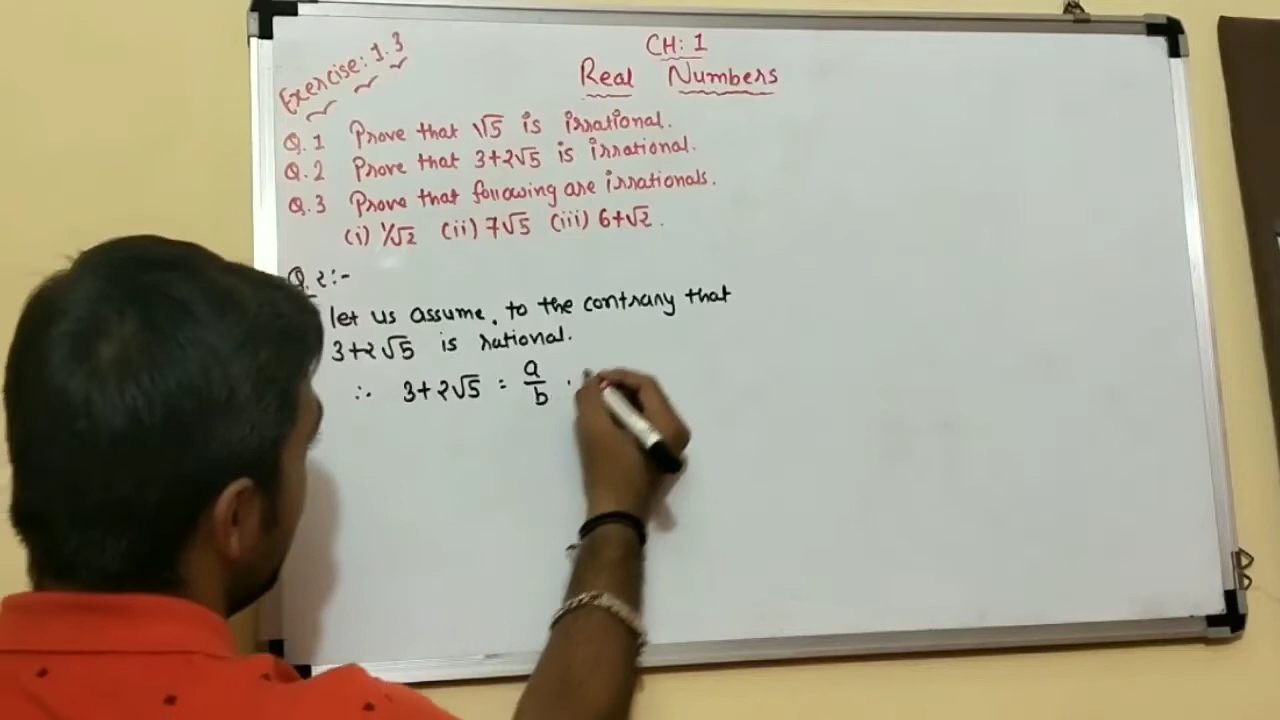 Exercise: 1.3
CH: 1
Real Numbers
Q.1 Prove that √5 is irrational.
Q.2 Prove that 3+2√5 is irrational.
Q.3 Prove that following are irrationals.
(i) 1/√2 (ii) 7√5 (iii) 6+√2.
Q.2:-
let us assume, to the contrary that
3+2√5 is rational.
∴ 3+2√5 = a/b